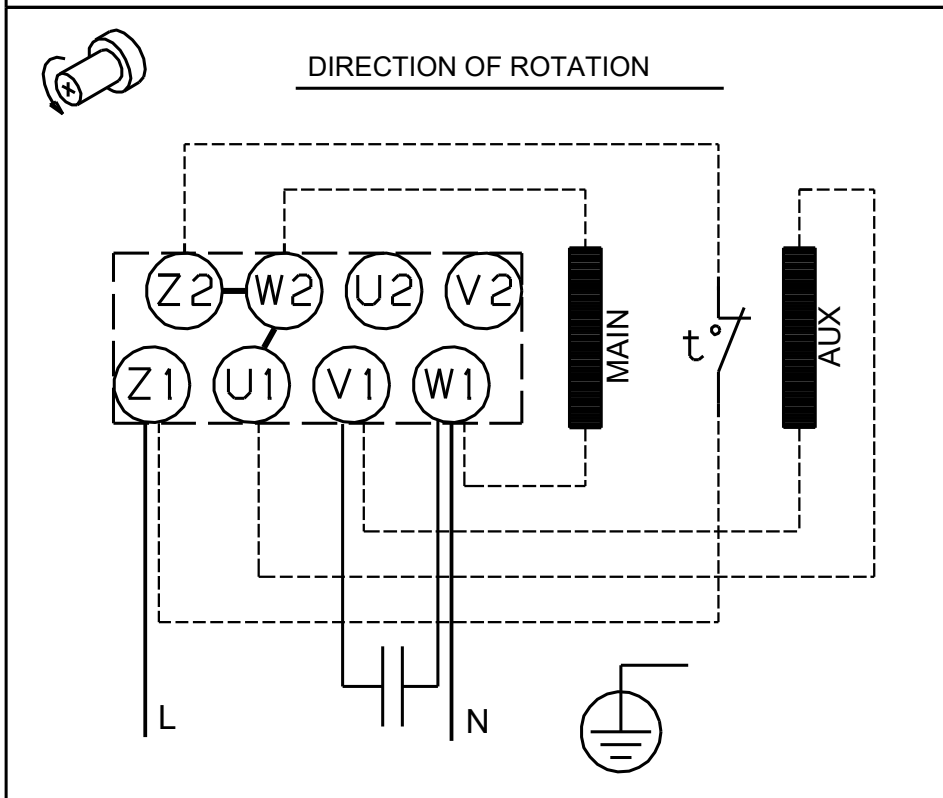 DIRECTION OF ROTATION
Z2 W2 U2 V2
Z1 U1 V1 W1
MAIN
t°
AUX
L
N